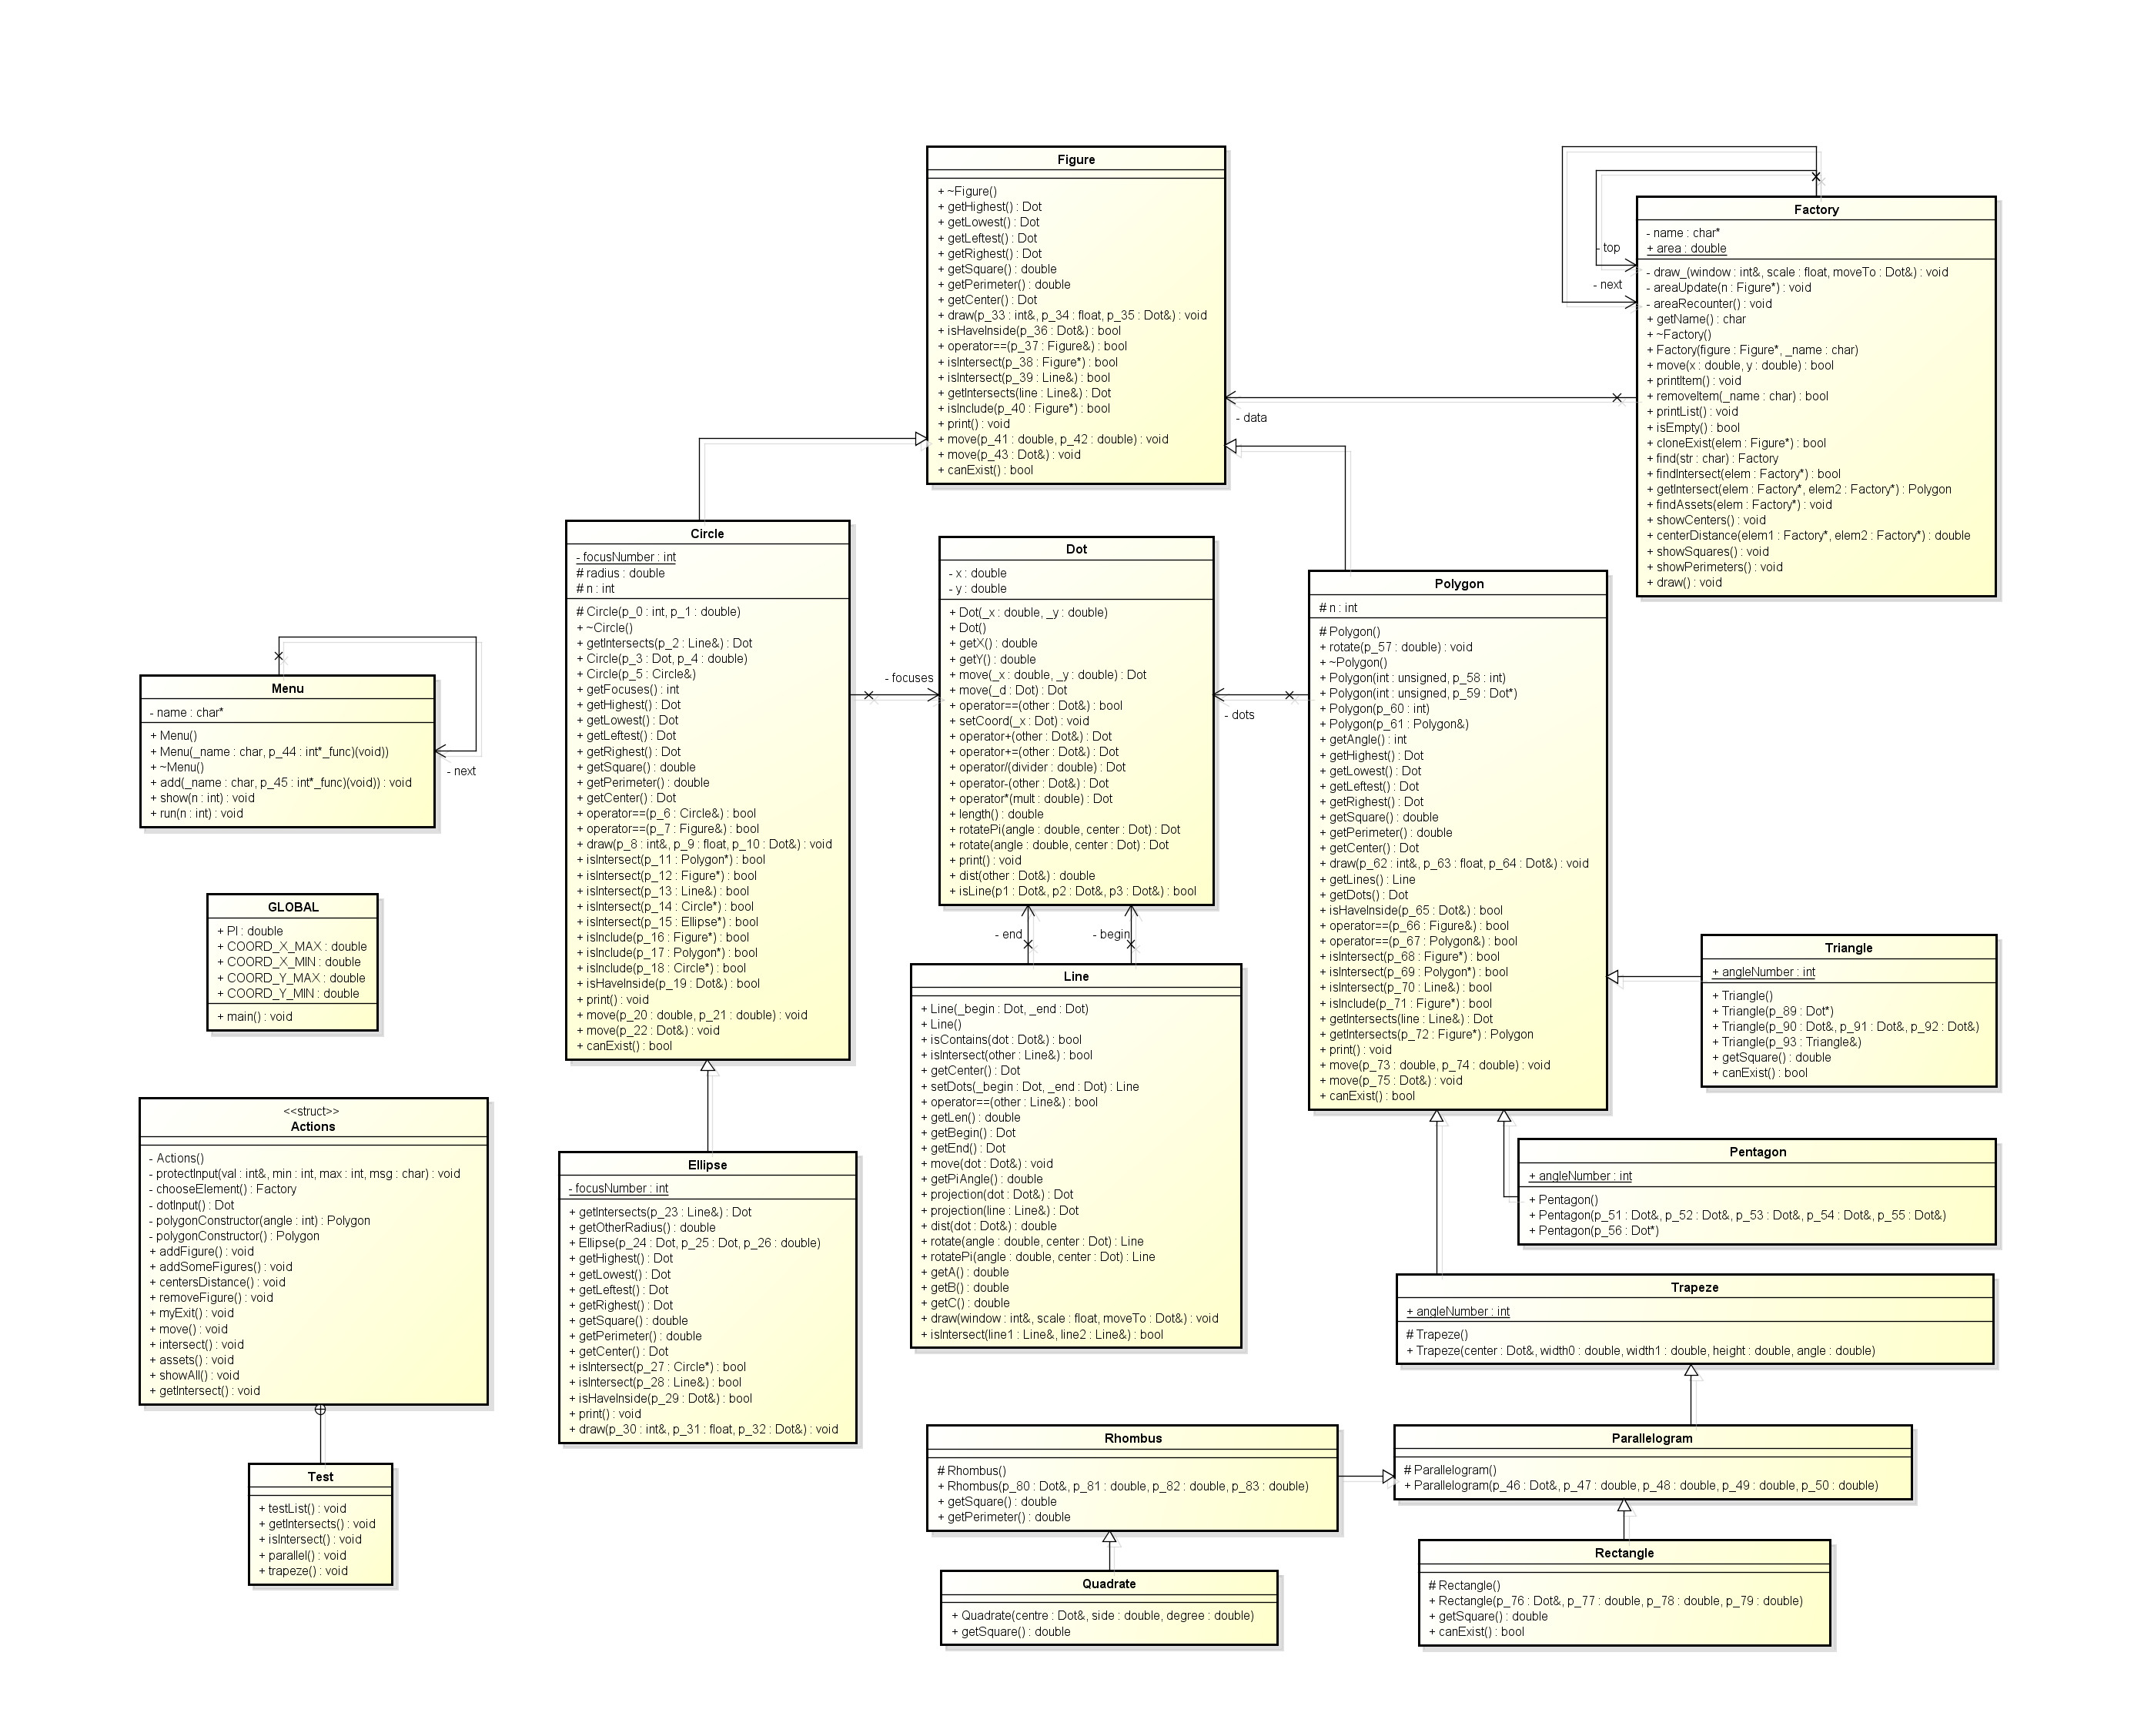 Figure
+ ~Figure()
+ getHighest() : Dot
+ getLowest() : Dot
+ getLeftest() : Dot
+ getRighest() : Dot
+ getSquare() : double
+ getPerimeter() : double
+ getCenter() : Dot
+ draw(p_33 : int&, p_34 : float, p_35 : Dot&) : void
+ isHaveInside(p_36 : Dot&) : bool
+ operator==(p_37 : Figure&) : bool
+ isIntersect(p_38 : Figure*) : bool
+ isIntersect(p_39 : Line&) : bool
+ getIntersects(line : Line&) : Dot
+ isInclude(p_40 : Figure*) : bool
+ print() : void
+ move(p_41 : double, p_42 : double) : void
+ move(p_43 : Dot&) : void
+ canExist() : bool
- top
- next
Factory
- name : char*
+ area : double
- draw_(window : int&, scale : float, moveTo : Dot&) : void
- areaUpdate(n : Figure*) : void
- areaRecounter() : void
+ getName() : char
+ ~Factory()
+ Factory(figure : Figure*, _name : char)
+ move(x : double, y : double) : bool
+ printItem() : void
+ removeItem(_name : char) : bool
+ printList() : void
+ isEmpty() : bool
+ cloneExist(elem : Figure*) : bool
+ find(str : char) : Factory
+ findIntersect(elem : Factory*) : bool
+ getIntersect(elem : Factory*, elem2 : Factory*) : Polygon
+ findAssets(elem : Factory*) : void
+ showCenters() : void
+ centerDistance(elem1 : Factory*, elem2 : Factory*) : double
+ showSquares() : void
+ showPerimeters() : void
+ draw() : void
- data
Circle
- focusNumber : int
# radius : double
# n : int
# Circle(p_0 : int, p_1 : double)
+ ~Circle()
+ getIntersects(p_2 : Line&) : Dot
+ Circle(p_3 : Dot, p_4 : double)
+ Circle(p_5 : Circle&)
+ getFocuses() : int
+ getHighest() : Dot
+ getLowest() : Dot
+ getLeftest() : Dot
+ getRighest() : Dot
+ getSquare() : double
+ getPerimeter() : double
+ getCenter() : Dot
+ operator==(p_6 : Circle&) : bool
+ operator==(p_7 : Figure&) : bool
+ draw(p_8 : int&, p_9 : float, p_10 : Dot&) : void
+ isIntersect(p_11 : Polygon*) : bool
+ isIntersect(p_12 : Figure*) : bool
+ isIntersect(p_13 : Line&) : bool
+ isIntersect(p_14 : Circle*) : bool
+ isIntersect(p_15 : Ellipse*) : bool
+ isInclude(p_16 : Figure*) : bool
+ isInclude(p_17 : Polygon*) : bool
+ isInclude(p_18 : Circle*) : bool
+ isHaveInside(p_19 : Dot&) : bool
+ print() : void
+ move(p_20 : double, p_21 : double) : void
+ move(p_22 : Dot&) : void
+ canExist() : bool
- focuses
Dot
- x : double
- y : double
+ Dot(_x : double, _y : double)
+ Dot()
+ getX() : double
+ getY() : double
+ move(_x : double, _y : double) : Dot
+ move(_d : Dot) : Dot
+ operator==(other : Dot&) : bool
+ setCoord(_x : Dot) : void
+ operator+(other : Dot&) : Dot
+ operator+=(other : Dot&) : Dot
+ operator/(divider : double) : Dot
+ operator-(other : Dot&) : Dot
+ operator*(mult : double) : Dot
+ length() : double
+ rotatePi(angle : double, center : Dot) : Dot
+ rotate(angle : double, center : Dot) : Dot
+ print() : void
+ dist(other : Dot&) : double
+ isLine(p1 : Dot&, p2 : Dot&, p3 : Dot&) : bool
- dots
Polygon
# n : int
# Polygon()
+ rotate(p_57 : double) : void
+ ~Polygon()
+ Polygon(int : unsigned, p_58 : int)
+ Polygon(int : unsigned, p_59 : Dot*)
+ Polygon(p_60 : int)
+ Polygon(p_61 : Polygon&)
+ getAngle() : int
+ getHighest() : Dot
+ getLowest() : Dot
+ getLeftest() : Dot
+ getRighest() : Dot
+ getSquare() : double
+ getPerimeter() : double
+ getCenter() : Dot
+ draw(p_62 : int&, p_63 : float, p_64 : Dot&) : void
+ getLines() : Line
+ getDots() : Dot
+ isHaveInside(p_65 : Dot&) : bool
+ operator==(p_66 : Figure&) : bool
+ operator==(p_67 : Polygon&) : bool
+ isIntersect(p_68 : Figure*) : bool
+ isIntersect(p_69 : Polygon*) : bool
+ isIntersect(p_70 : Line&) : bool
+ isInclude(p_71 : Figure*) : bool
+ getIntersects(line : Line&) : Dot
+ getIntersects(p_72 : Figure*) : Polygon
+ print() : void
+ move(p_73 : double, p_74 : double) : void
+ move(p_75 : Dot&) : void
+ canExist() : bool
Menu
- name : char*
+ Menu()
+ Menu(_name : char, p_44 : int*_func)(void))
+ ~Menu()
+ add(_name : char, p_45 : int*_func)(void)) : void
+ show(n : int) : void
+ run(n : int) : void
- next
GLOBAL
+ PI : double
+ COORD_X_MAX : double
+ COORD_X_MIN : double
+ COORD_Y_MAX : double
+ COORD_Y_MIN : double
+ main() : void
- end
- begin
Line
+ Line(_begin : Dot, _end : Dot)
+ Line()
+ isContains(dot : Dot&) : bool
+ isIntersect(other : Line&) : bool
+ getCenter() : Dot
+ setDots(_begin : Dot, _end : Dot) : Line
+ operator==(other : Line&) : bool
+ getLen() : double
+ getBegin() : Dot
+ getEnd() : Dot
+ move(dot : Dot&) : void
+ getPiAngle() : double
+ projection(dot : Dot&) : Dot
+ projection(line : Line&) : Dot
+ dist(dot : Dot&) : double
+ rotate(angle : double, center : Dot) : Line
+ rotatePi(angle : double, center : Dot) : Line
+ getA() : double
+ getB() : double
+ getC() : double
+ draw(window : int&, scale : float, moveTo : Dot&) : void
+ isIntersect(line1 : Line&, line2 : Line&) : bool
Triangle
+ angleNumber : int
+ Triangle()
+ Triangle(p_89 : Dot*)
+ Triangle(p_90 : Dot&, p_91 : Dot&, p_92 : Dot&)
+ Triangle(p_93 : Triangle&)
+ getSquare() : double
+ canExist() : bool
<<struct>>
Actions
- Actions()
- protectInput(val : int&, min : int, max : int, msg : char) : void
- chooseElement() : Factory
- dotInput() : Dot
- polygonConstructor(angle : int) : Polygon
- polygonConstructor() : Polygon
+ addFigure() : void
+ addSomeFigures() : void
+ centersDistance() : void
+ removeFigure() : void
+ myExit() : void
+ move() : void
+ intersect() : void
+ assets() : void
+ showAll() : void
+ getIntersect() : void
Ellipse
- focusNumber : int
+ getIntersects(p_23 : Line&) : Dot
+ getOtherRadius() : double
+ Ellipse(p_24 : Dot, p_25 : Dot, p_26 : double)
+ getHighest() : Dot
+ getLowest() : Dot
+ getLeftest() : Dot
+ getRighest() : Dot
+ getSquare() : double
+ getPerimeter() : double
+ getCenter() : Dot
+ isIntersect(p_27 : Circle*) : bool
+ isIntersect(p_28 : Line&) : bool
+ isHaveInside(p_29 : Dot&) : bool
+ print() : void
+ draw(p_30 : int&, p_31 : float, p_32 : Dot&) : void
Pentagon
+ angleNumber : int
+ Pentagon()
+ Pentagon(p_51 : Dot&, p_52 : Dot&, p_53 : Dot&, p_54 : Dot&, p_55 : Dot&)
+ Pentagon(p_56 : Dot*)
Trapeze
+ angleNumber : int
# Trapeze()
+ Trapeze(center : Dot&, width0 : double, width1 : double, height : double, angle : double)
Rhombus
# Rhombus()
+ Rhombus(p_80 : Dot&, p_81 : double, p_82 : double, p_83 : double)
+ getSquare() : double
+ getPerimeter() : double
Parallelogram
# Parallelogram()
+ Parallelogram(p_46 : Dot&, p_47 : double, p_48 : double, p_49 : double, p_50 : double)
Test
+ testList() : void
+ getIntersects() : void
+ isIntersect() : void
+ parallel() : void
+ trapeze() : void
Quadrate
+ Quadrate(centre : Dot&, side : double, degree : double)
+ getSquare() : double
Rectangle
# Rectangle()
+ Rectangle(p_76 : Dot&, p_77 : double, p_78 : double, p_79 : double)
+ getSquare() : double
+ canExist() : bool